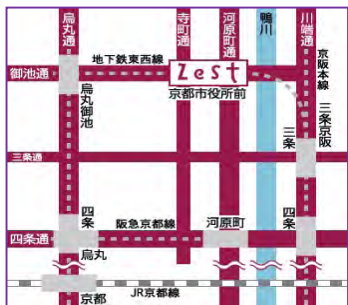 烏丸通
寺町通
河原町通
鴨川
川端通
地下鉄東西線
京阪本線
御池通
Zest
京都市役所前
烏丸御池
三条京阪
三条
三条通
四条
阪急京都線
河原町
四条
四条通
烏丸
京都
JR京都線